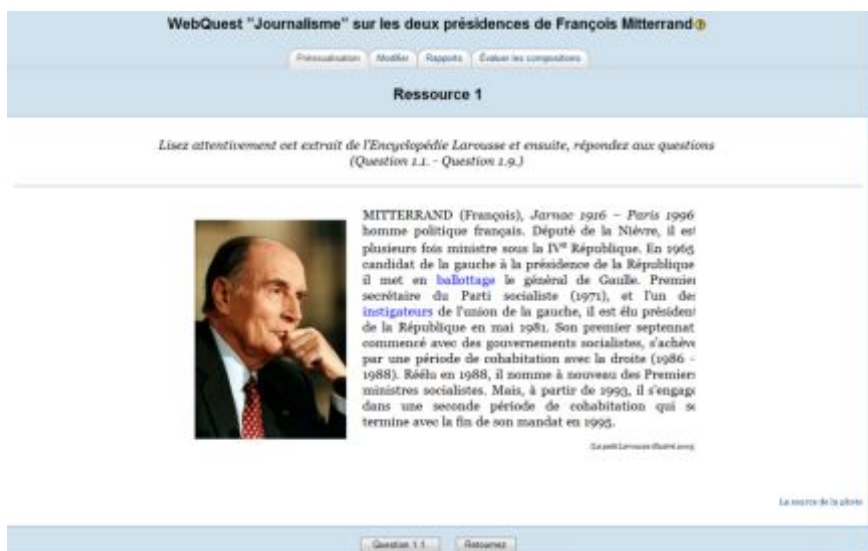 WebQuest "Journalisme" sur les deux présidences de François Mitterrand
Prévisualisation Modifier Rapports Évaluer les compositions
Ressource 1
Lisez attentivement cet extrait de l'Encyclopédie Larousse et ensuite, répondez aux questions
(Question 1.1. - Question 1.9.)
MITTERRAND (François), Jarnac 1916 – Paris 1996
homme politique français. Député de la Nièvre, il est
plusieurs fois ministre sous la IVe République. En 1965
candidat de la gauche à la présidence de la République
il met en ballottage le général de Gaulle. Premier
secrétaire du Parti socialiste (1971), et l'un des
instigateurs de l'union de la gauche, il est élu président
de la République en mai 1981. Son premier septennat
commencé avec des gouvernements socialistes, s'achève
par une période de cohabitation avec la droite (1986 -
1988). Réélu en 1988, il nomme à nouveau des Premiers
ministres socialistes. Mais, à partir de 1993, il s'engage
dans une seconde période de cohabitation qui se
termine avec la fin de son mandat en 1995.
La source de la photo
Question 1.1. Retournez